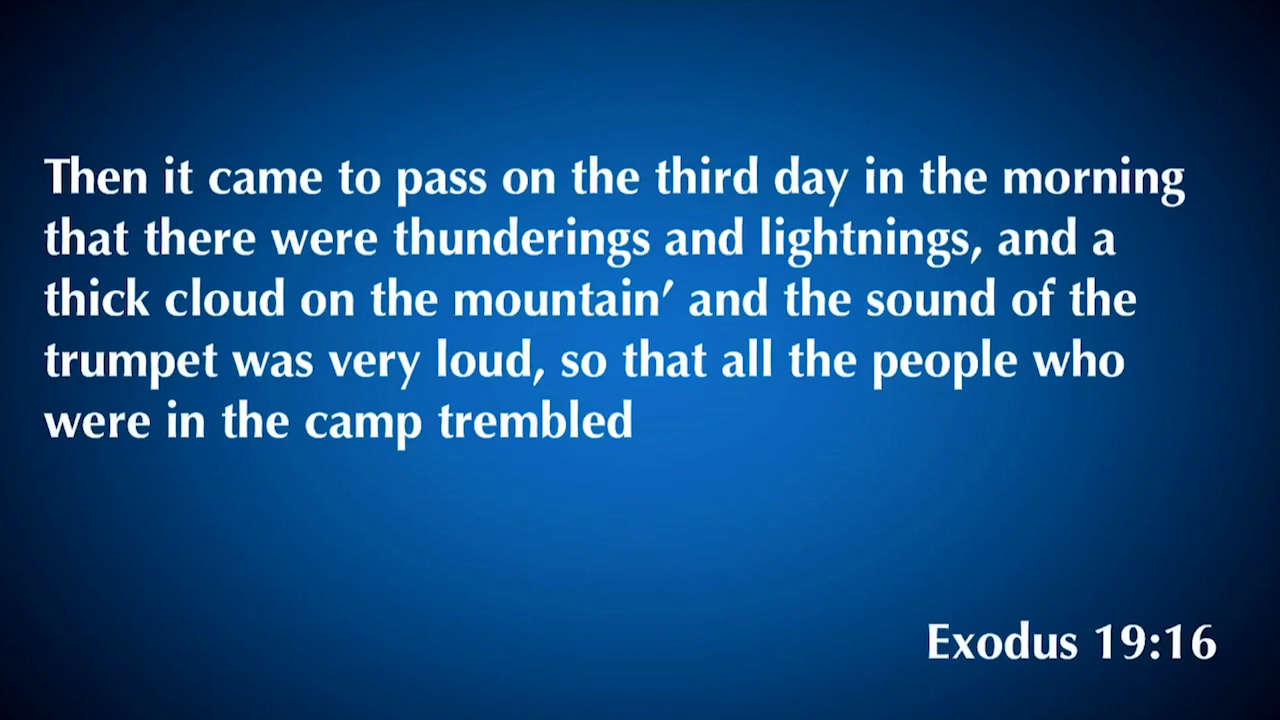 Then it came to pass on the third day in the morning
that there were thunderings and lightnings, and a
thick cloud on the mountain’ and the sound of the
trumpet was very loud, so that all the people who
were in the camp trembled
Exodus 19:16